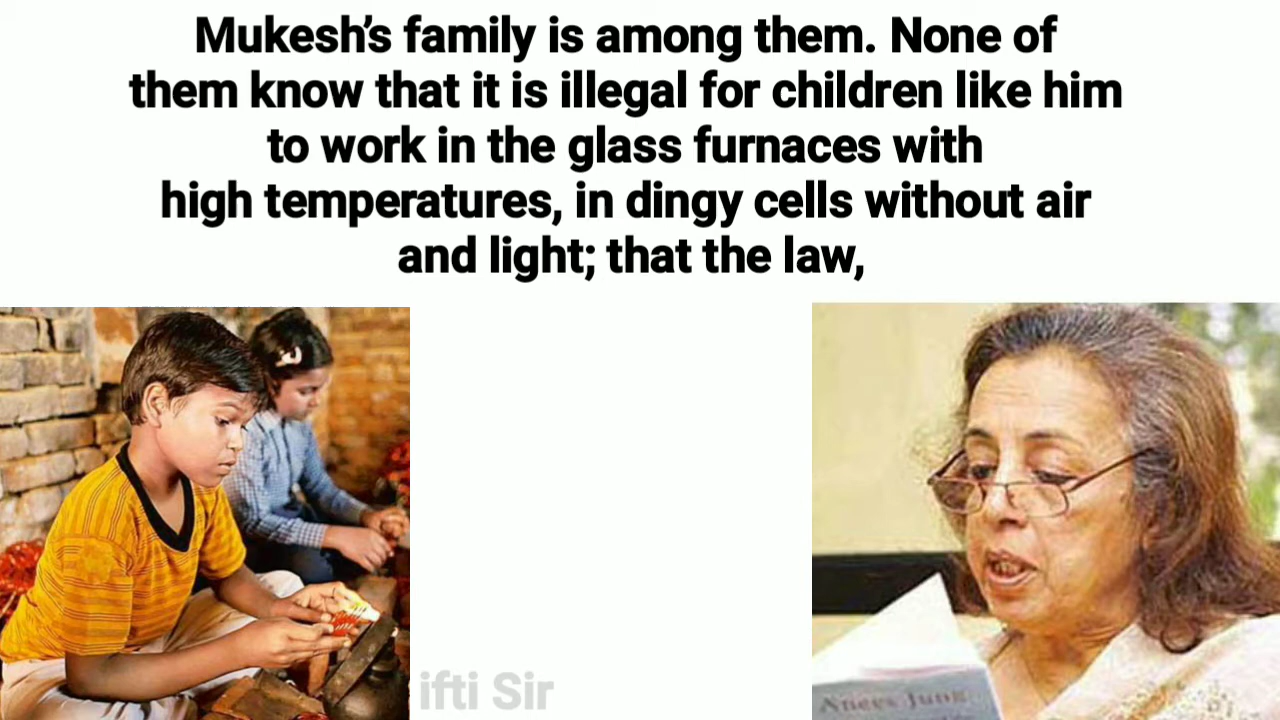 Mukesh’s family is among them. None of
them know that it is illegal for children like him
to work in the glass furnaces with
high temperatures, in dingy cells without air
and light; that the law,
ifti Sir
Anees Jung